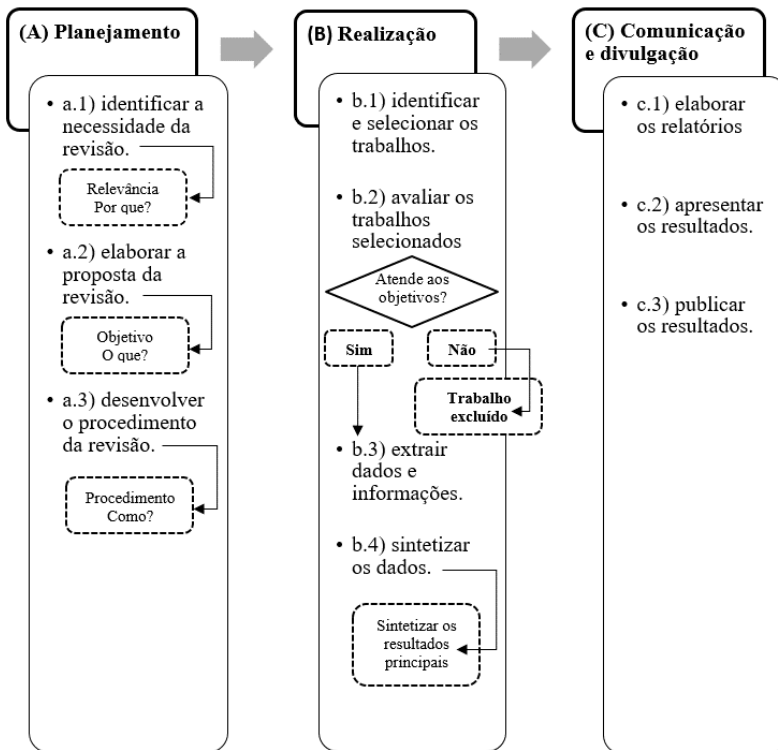 (A) Planejamento
• a.1) identificar a
necessidade da
revisão.
Relevância
Por que?
• a.2) elaborar a
proposta da
revisão.
Objetivo
O que?
• a.3) desenvolver
o procedimento
da revisão.
Procedimento
Como?
(B) Realização
• b.1) identificar
e selecionar os
trabalhos.
• b.2) avaliar os
trabalhos
selecionados
Atende aos
objetivos?
Sim
Não
Trabalho
excluído
• b.3) extrair
dados e
informações.
• b.4) sintetizar
os dados.
Sintetizar os
resultados
principais
(C) Comunicação
e divulgação
• c.1) elaborar
os relatórios
• c.2) apresentar
os resultados.
• c.3) publicar
os resultados.